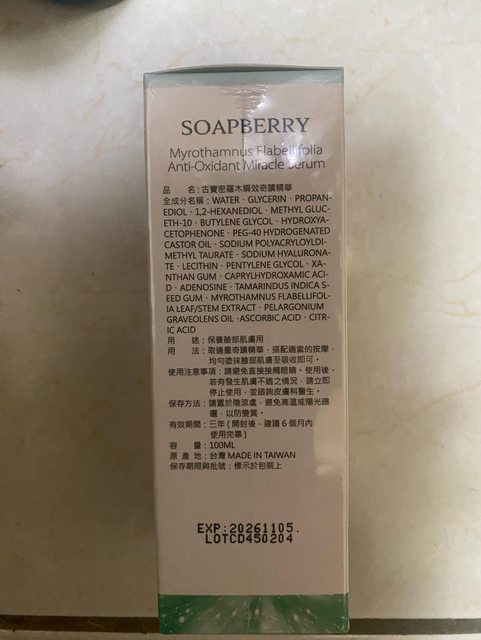 SOAPBERRY
Myrothamnus Flabellifolia
Anti-Oxidant Miracle Serum
品 名:古寶密羅木瞬效奇蹟精華
全成分名稱:WATER、GLYCERIN、PROPAN-
EDIOL、1,2-HEXANEDIOL、METHYL GLUC-
ETH-10、BUTYLENE GLYCOL、HYDROXYA-
CETOPHENONE、PEG-40 HYDROGENATED
CASTOR OIL、SODIUM POLYACRYLOYLDI-
METHYL TAURATE、SODIUM HYALURONA-
TE、LECITHIN、PENTYLENE GLYCOL、XA-
NTHAN GUM、CAPRYLHYDROXAMIC ACI-
D、ADENOSINE、TAMARINDUS INDICA S-
EED GUM、MYROTHAMNUS FLABELLIFOL-
IA LEAF/STEM EXTRACT、PELARGONIUM
GRAVEOLENS OIL、ASCORBIC ACID、CITR-
IC ACID
用 途:保養臉部肌膚用
用 法:取適量奇蹟精華,搭配適當的按摩,
均勻塗抹臉部肌膚至吸收即可。
使用注意事項:請避免直接接觸眼睛。使用後,
若有發生肌膚不適之情況,請立即
停止使用,並諮詢皮膚科醫生。
保存方法:請置於陰涼處,避免高溫或陽光曝
曬,以防變質。
有效期間:三年(開封後,建議6個月內
使用完畢)
容 量:100ML
原 產 地:台灣 MADE IN TAIWAN
保存期限與批號:標示於包裝上
EXP:20261105.
LOTCD450204